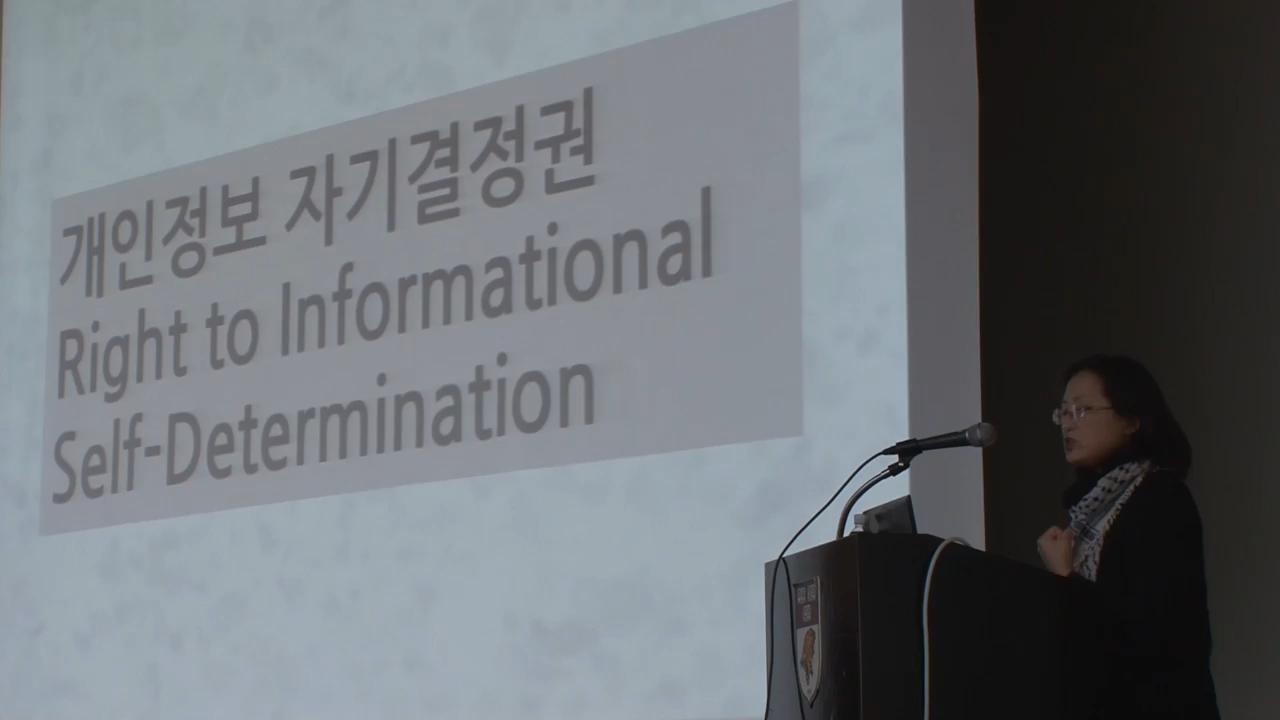 개인정보 자기결정권
Right to Informational
Self-Determination